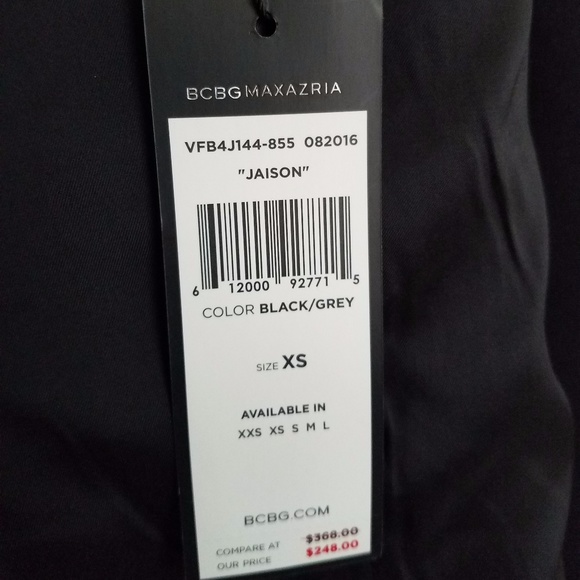 BCBGMAXAZRIA
VFB4J144-855 082016
"JAISON"
6 12000 92771 5
COLOR BLACK/GREY
SIZE XS
AVAILABLE IN
XXS XS S M L
BCBG.COM
COMPARE AT $368.00
OUR PRICE $248.00